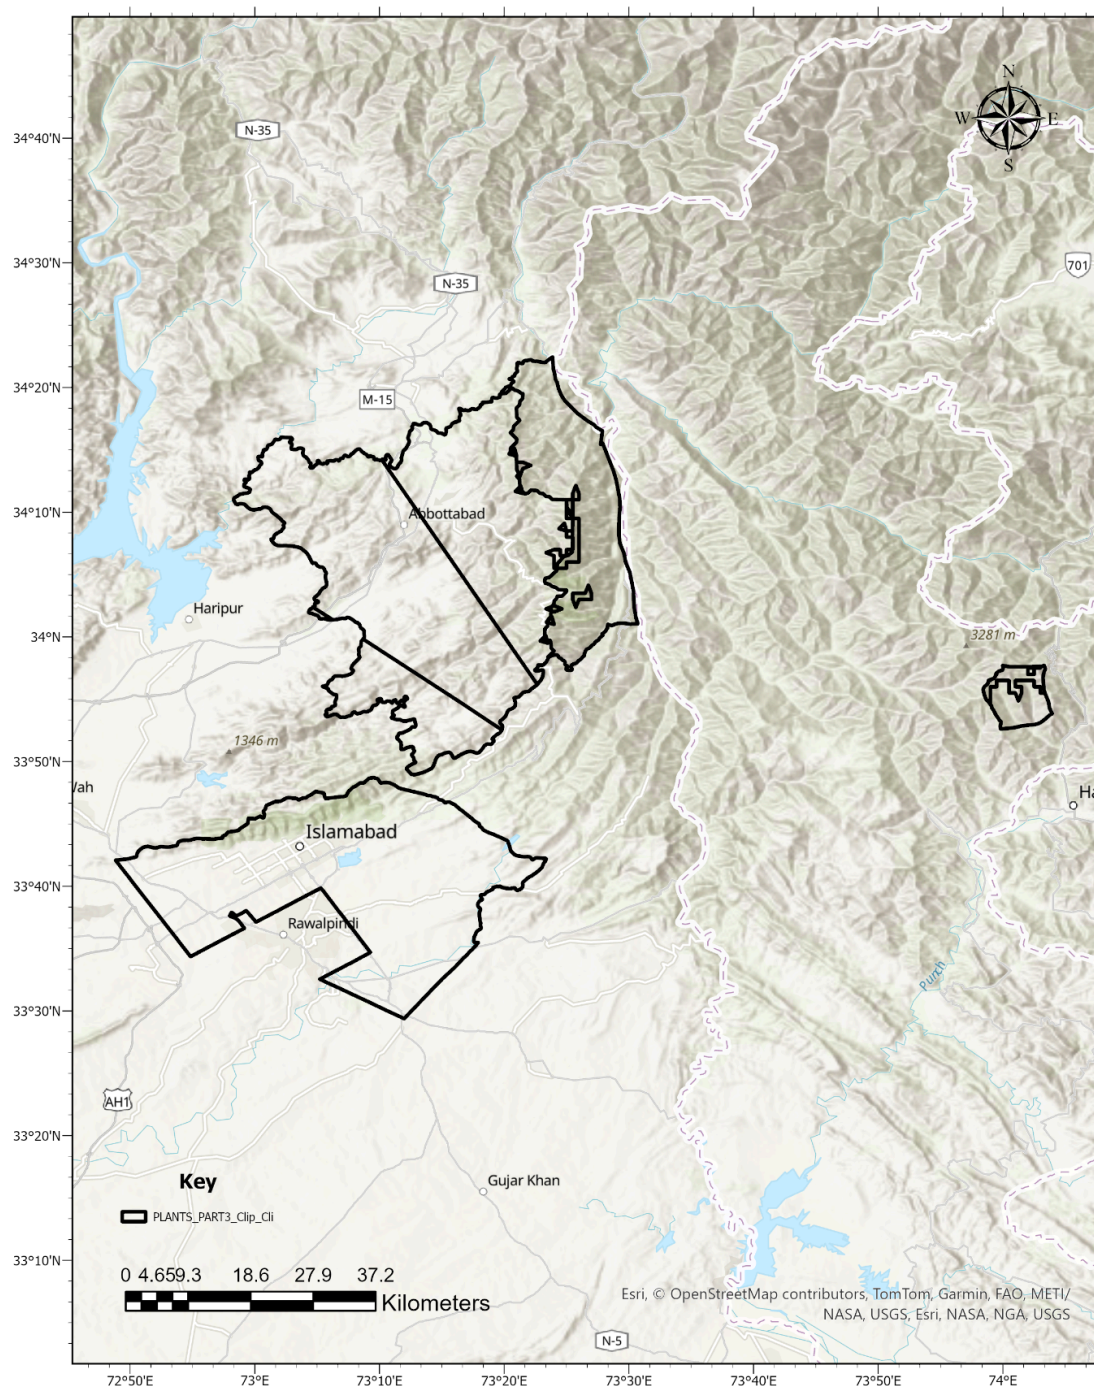 N
W E
S
34°40'N
34°30'N
34°20'N
34°10'N
34°N
33°50'N
33°40'N
33°30'N
33°20'N
33°10'N
N-35
N-35
701
M-15
Abbottabad
Haripur
3281 m
1346 m
Wah
Ha
Islamabad
Rawalpindi
Punch
AH1
Gujar Khan
Key
PLANTS_PART3_Clip_Cli
0 4.659.3 18.6 27.9 37.2
Kilometers
Esri, © OpenStreetMap contributors, TomTom, Garmin, FAO, METI/
NASA, USGS, Esri, NASA, NGA, USGS
N-5
72°50'E 73°E 73°10'E 73°20'E 73°30'E 73°40'E 73°50'E 74°E